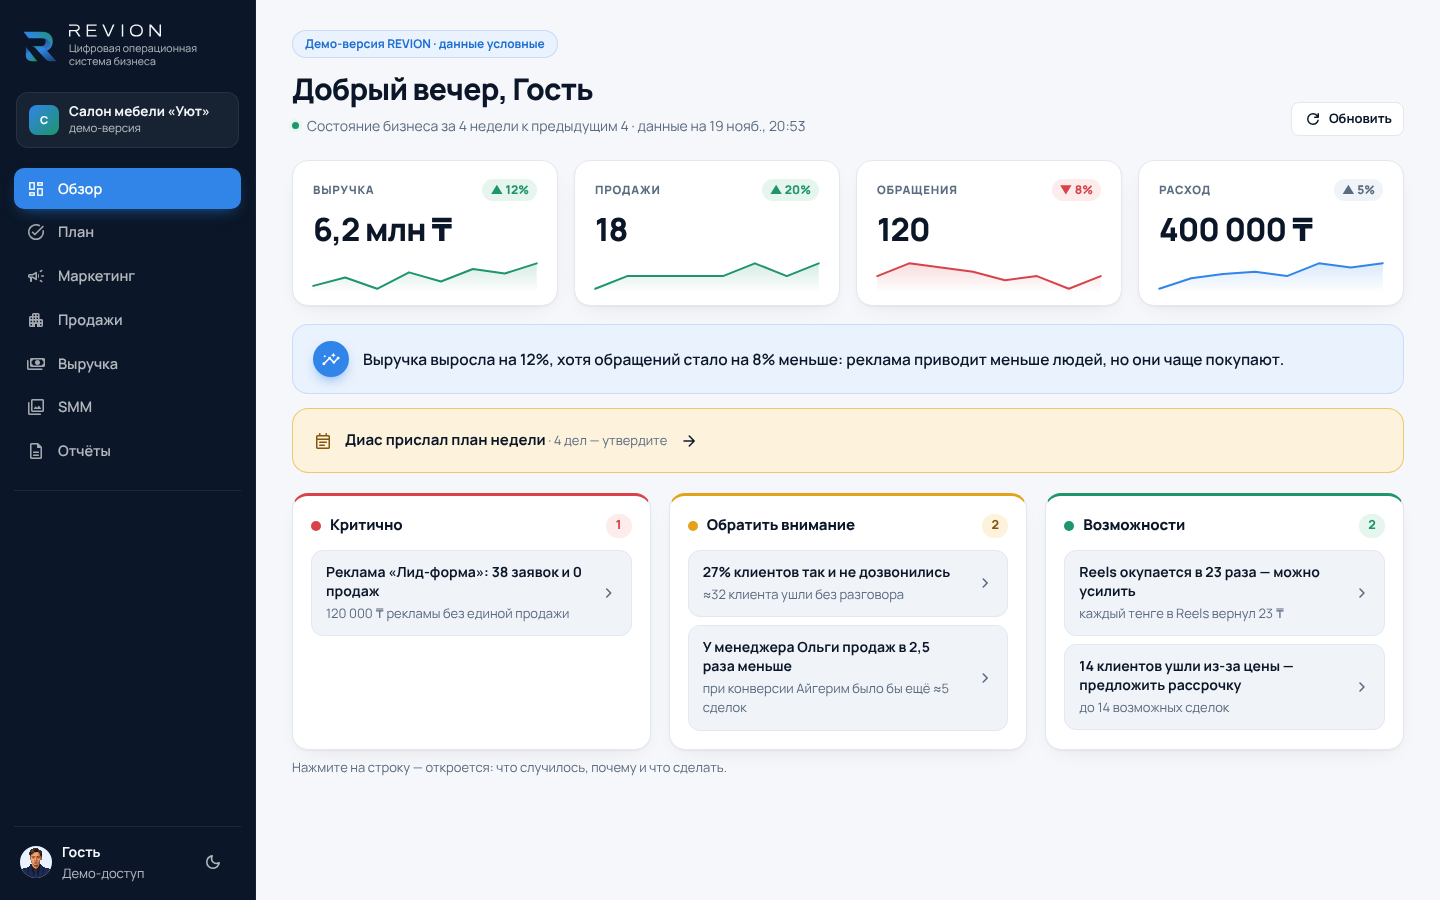 REVION
Цифровая операционная
система бизнеса
С
Салон мебели «Уют»
демо-версия
Обзор
План
Маркетинг
Продажи
Выручка
SMM
Отчёты
Гость
Демо-доступ
Демо-версия REVION · данные условные
Добрый вечер, Гость
Состояние бизнеса за 4 недели к предыдущим 4 · данные на 19 нояб., 20:53
Обновить
ВЫРУЧКА ▲ 12%
6,2 млн ₸
ПРОДАЖИ ▲ 20%
18
ОБРАЩЕНИЯ ▼ 8%
120
РАСХОД ▲ 5%
400 000 ₸
Выручка выросла на 12%, хотя обращений стало на 8% меньше: реклама приводит меньше людей, но они чаще покупают.
Диас прислал план недели · 4 дел — утвердите →
Критично 1
Реклама «Лид-форма»: 38 заявок и 0
продаж
120 000 ₸ рекламы без единой продажи
Обратить внимание 2
27% клиентов так и не дозвонились
≈32 клиента ушли без разговора
У менеджера Ольги продаж в 2,5
раза меньше
при конверсии Айгерим было бы ещё ≈5
сделок
Возможности 2
Reels окупается в 23 раза — можно
усилить
каждый тенге в Reels вернул 23 ₸
14 клиентов ушли из-за цены —
предложить рассрочку
до 14 возможных сделок
Нажмите на строку — откроется: что случилось, почему и что сделать.